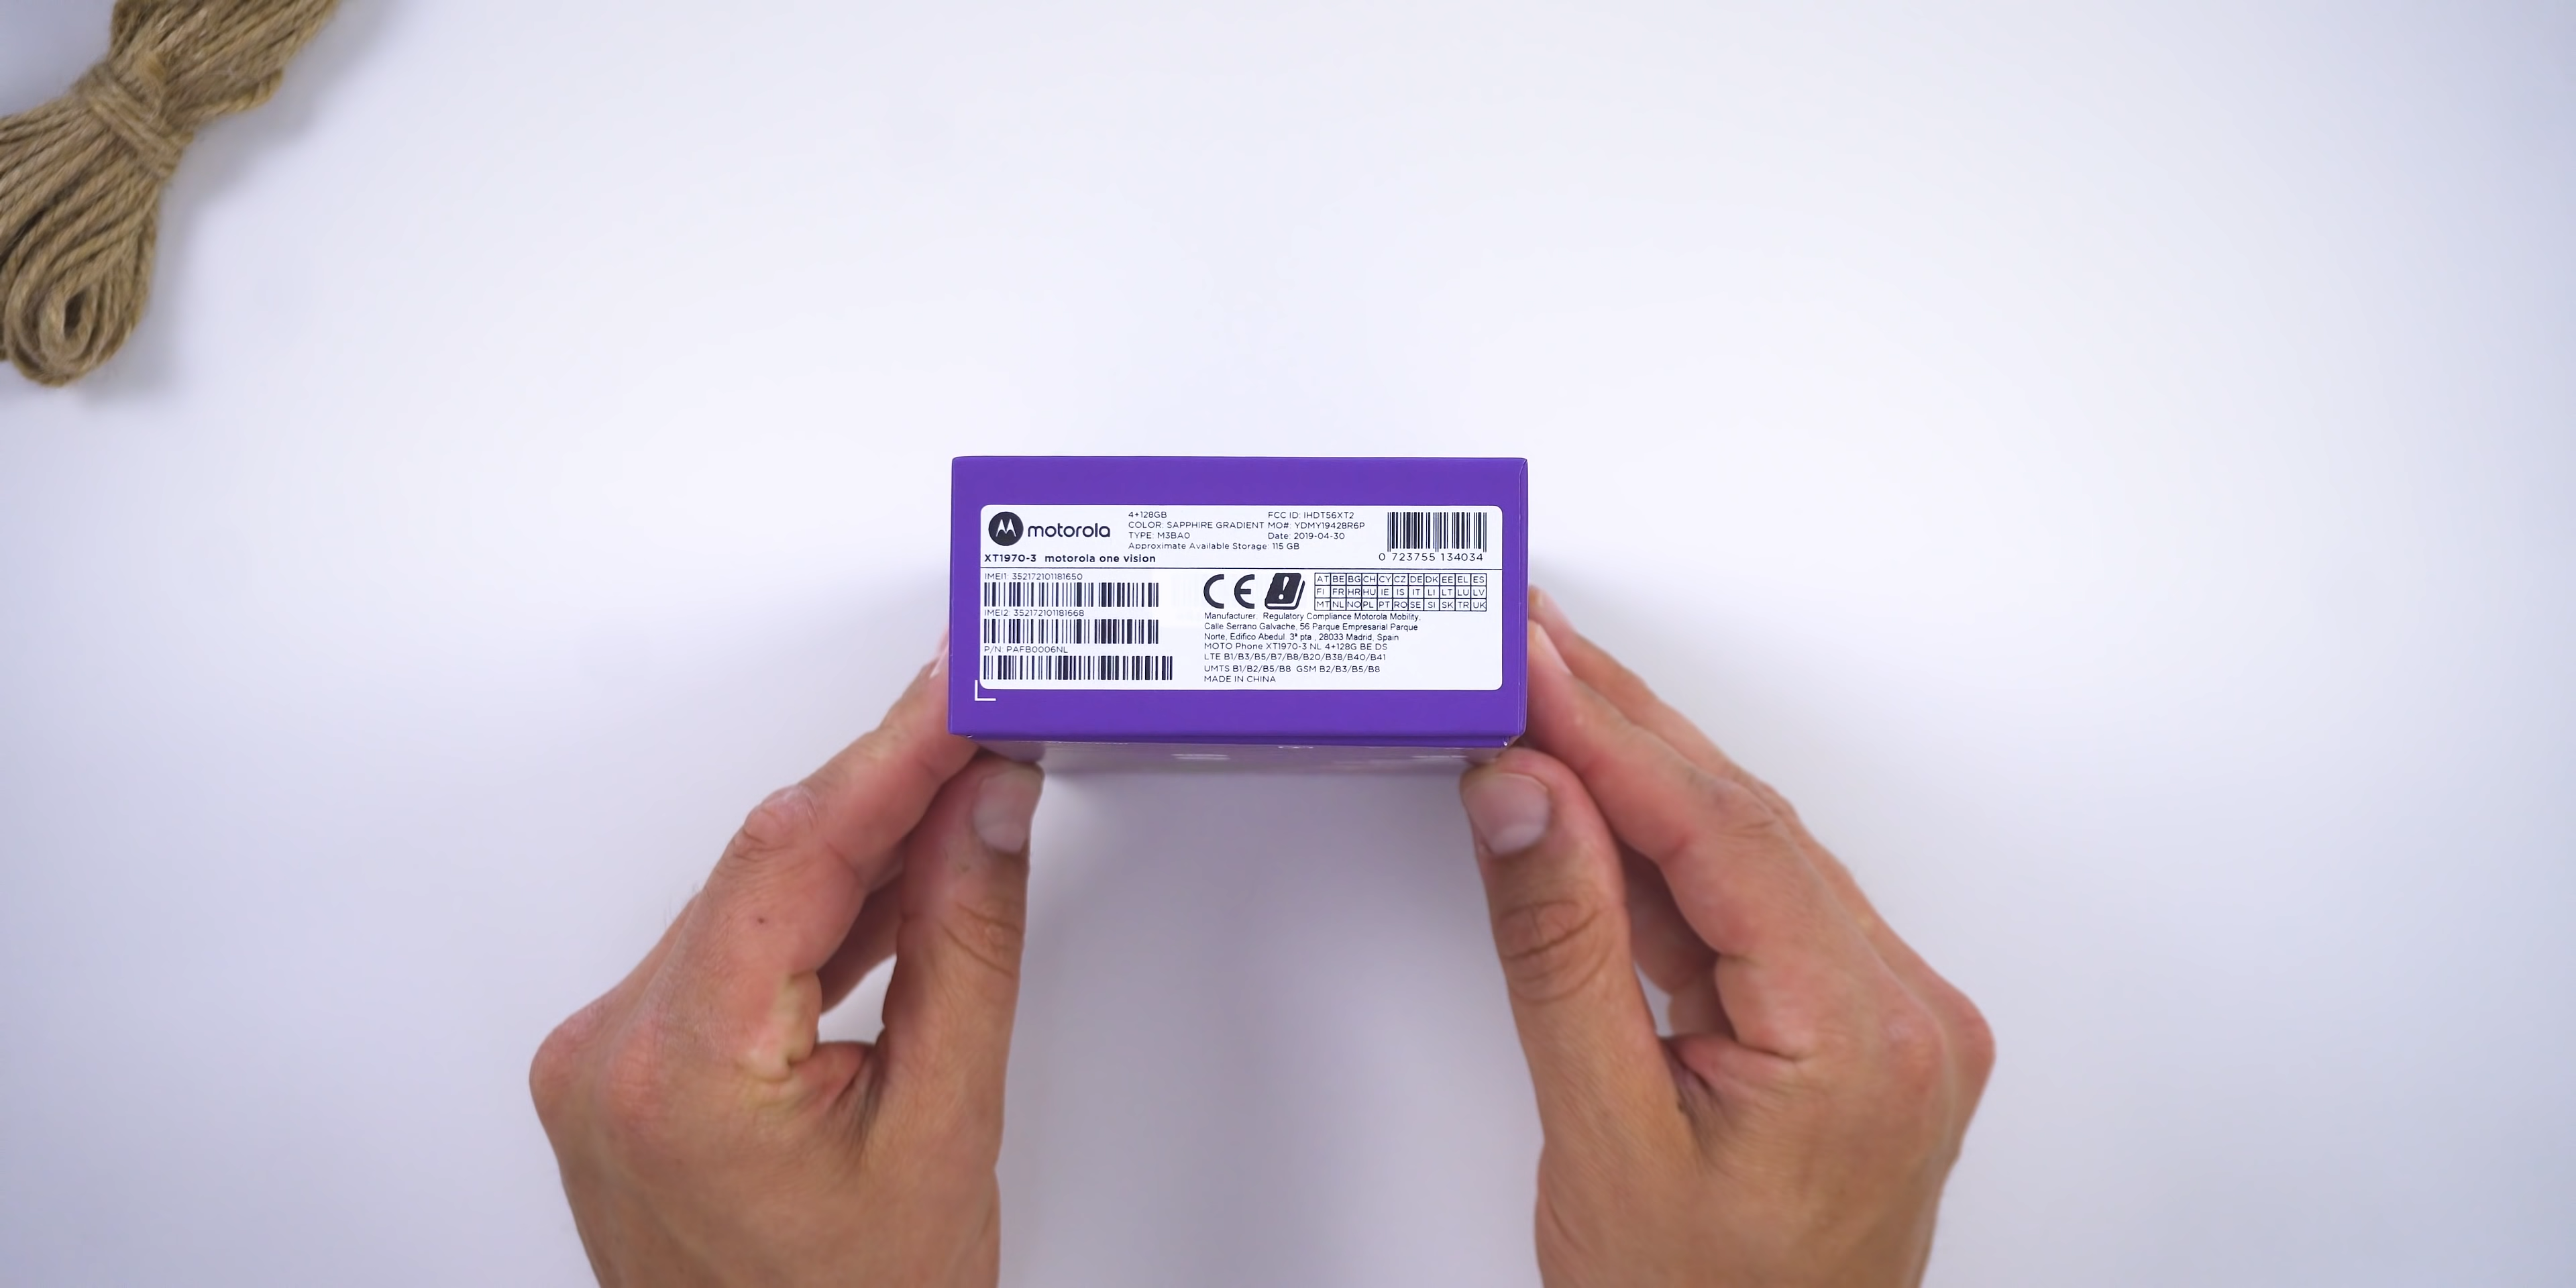 motorola
4+128GB
COLOR: SAPPHIRE GRADIENT
TYPE: M3BA0
Approximate Available Storage: 115 GB
FCC ID: IHDT56XT2
MO#: YDMY19428R6P
Date: 2019-04-30
0 723755 134034
XT1970-3 motorola one vision
IMEI1: 352172101181650
IMEI2: 352172101181668
P/N: PAFB0006NL
CE
AT BE BG CH CY CZ DE DK EE EL ES
FI FR HR HU IE IS IT LI LT LU LV
MT NL NO PL PT RO SE SI SK TR UK
Manufacturer: Regulatory Compliance Motorola Mobility,
Calle Serrano Galvache, 56 Parque Empresarial Parque
Norte, Edifico Abedul. 3ª pta , 28033 Madrid, Spain
MOTO Phone XT1970-3 NL 4+128G BE DS
LTE B1/B3/B5/B7/B8/B20/B38/B40/B41
UMTS B1/B2/B5/B8 GSM B2/B3/B5/B8
MADE IN CHINA